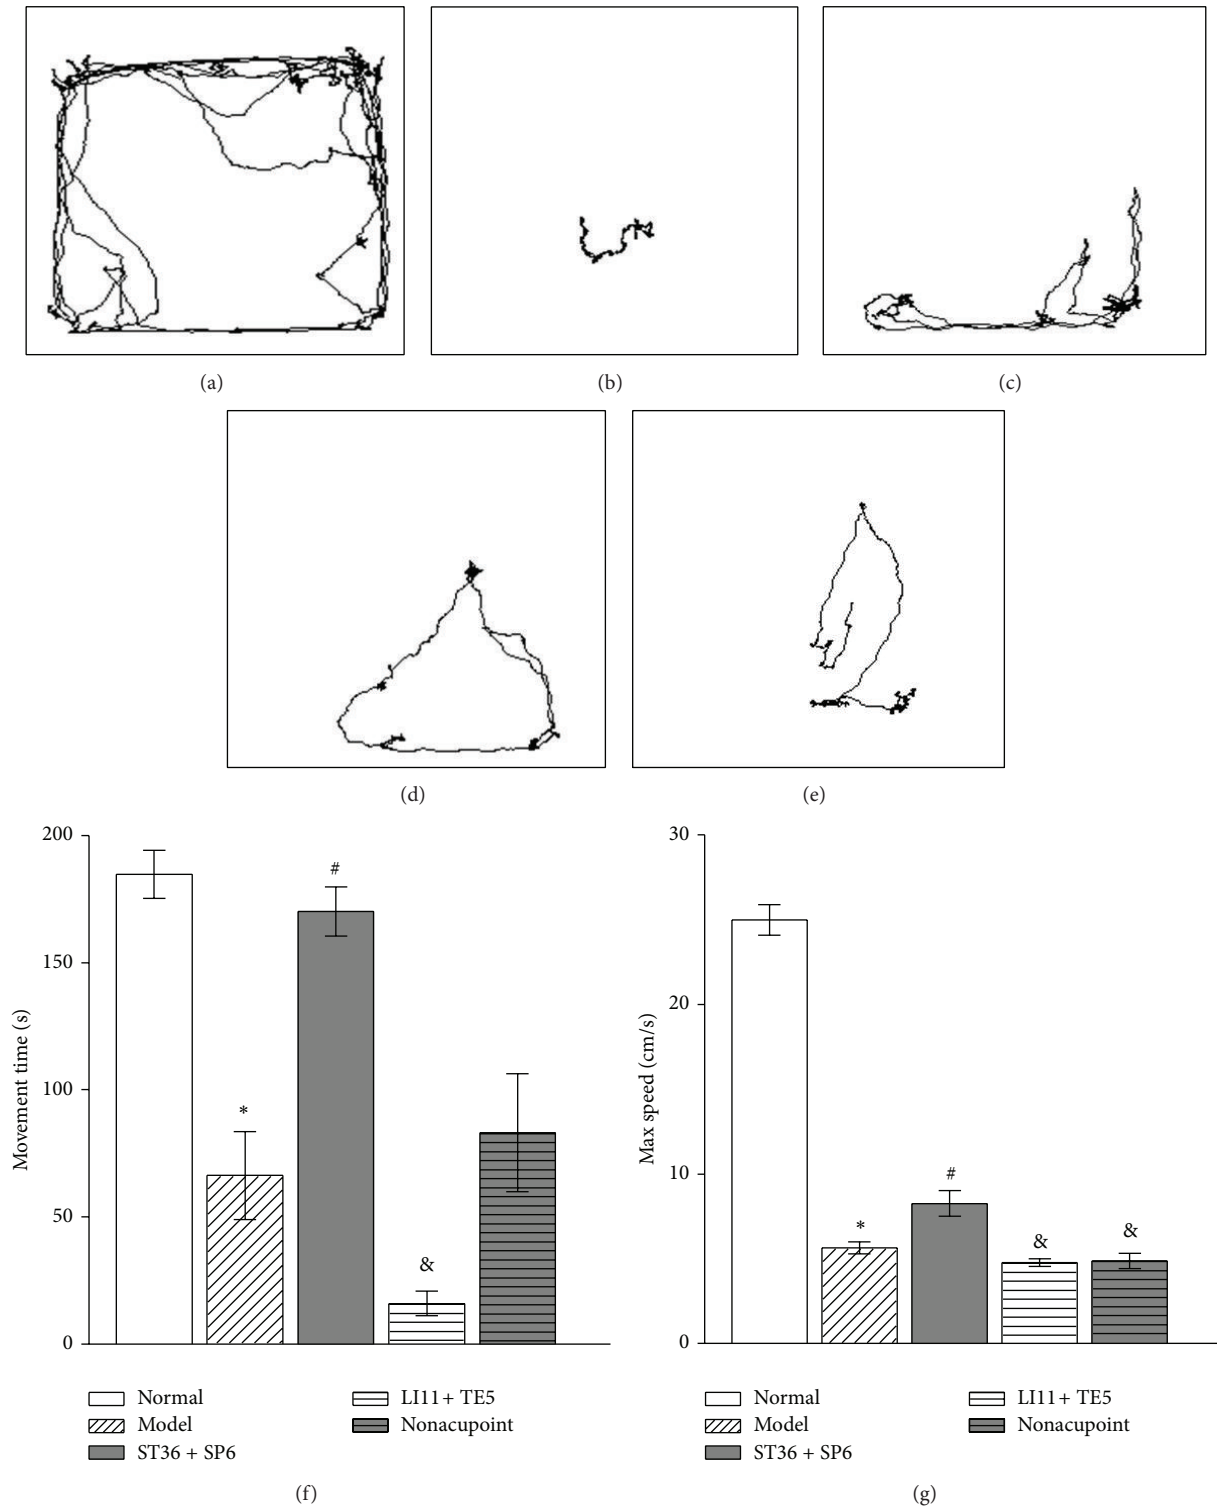 (a)
(b)
(c)
(d)
(e)
200
150
100
50
0
Movement time (s)
*
#
&
Normal
Model
ST36 + SP6
LI11 + TE5
Nonacupoint
(f)
30
20
10
0
Max speed (cm/s)
*
#
&
&
Normal
Model
ST36 + SP6
LI11 + TE5
Nonacupoint
(g)